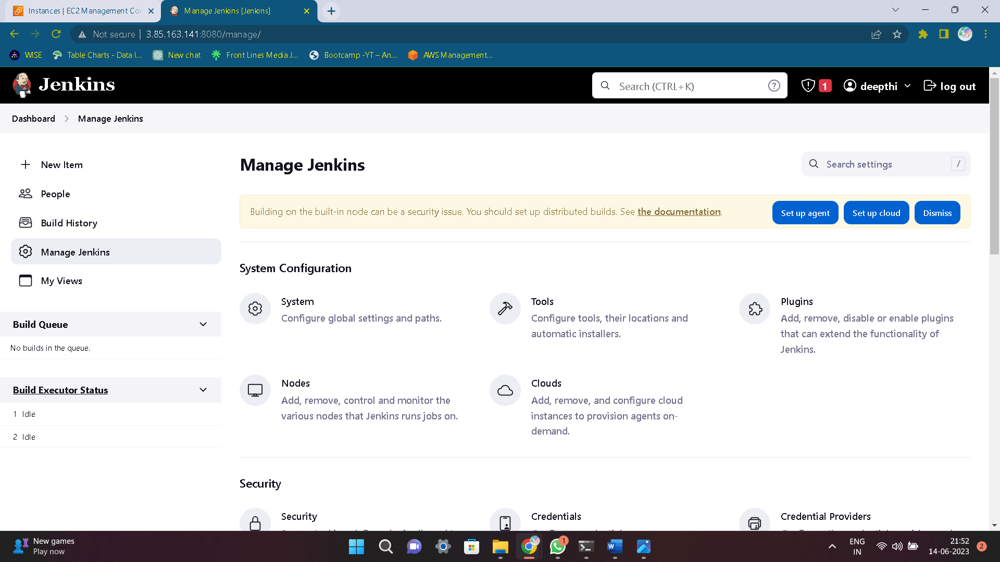 Instances | EC2 Management Con
Manage Jenkins [Jenkins]
Not secure | 3.85.163.141:8080/manage/
WISE
Table Charts - Data I...
New chat
Front Lines Media J...
Bootcamp -YT – An...
AWS Management...
Jenkins
Search (CTRL+K)
?
1
deepthi
log out
Dashboard
Manage Jenkins
New Item
People
Build History
Manage Jenkins
My Views
Build Queue
No builds in the queue.
Build Executor Status
1 Idle
2 Idle
Manage Jenkins
Search settings
/
Building on the built-in node can be a security issue. You should set up distributed builds. See the documentation.
Set up agent
Set up cloud
Dismiss
System Configuration
System
Configure global settings and paths.
Tools
Configure tools, their locations and
automatic installers.
Plugins
Add, remove, disable or enable plugins
that can extend the functionality of
Jenkins.
Nodes
Add, remove, control and monitor the
various nodes that Jenkins runs jobs on.
Clouds
Add, remove, and configure cloud
instances to provision agents on-
demand.
Security
Security
Credentials
Credential Providers
New games
Play now
1
ENG
IN
21:52
14-06-2023
2